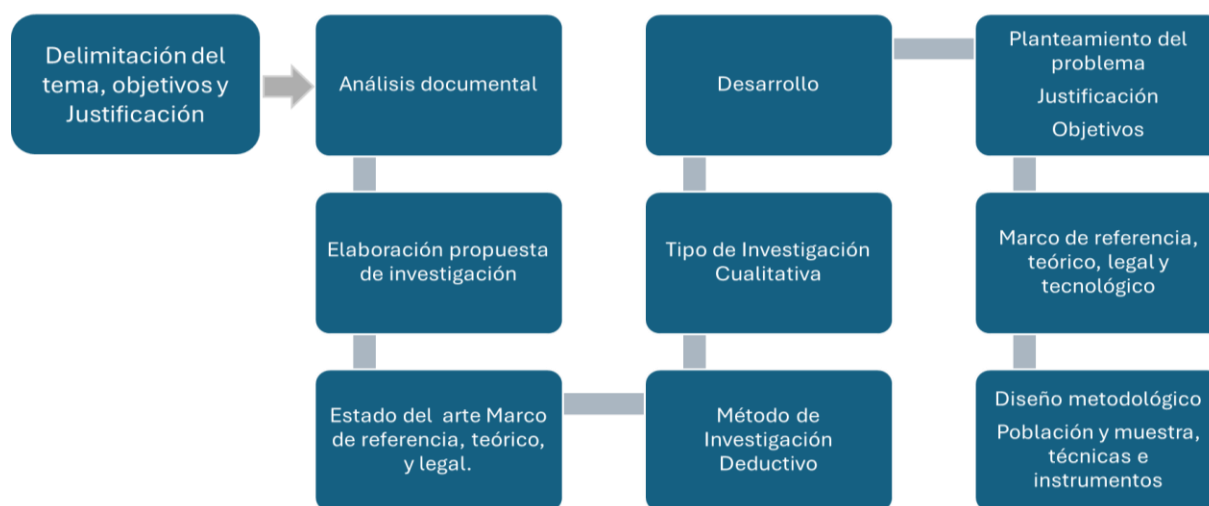 Delimitación del
tema, objetivos y
Justificación
Análisis documental
Elaboración propuesta
de investigación
Estado del arte Marco
de referencia, teórico,
y legal.
Método de
Investigación
Deductivo
Tipo de Investigación
Cualitativa
Desarrollo
Planteamiento del
problema
Justificación
Objetivos
Marco de referencia,
teórico, legal y
tecnológico
Diseño metodológico
Población y muestra,
técnicas e
instrumentos